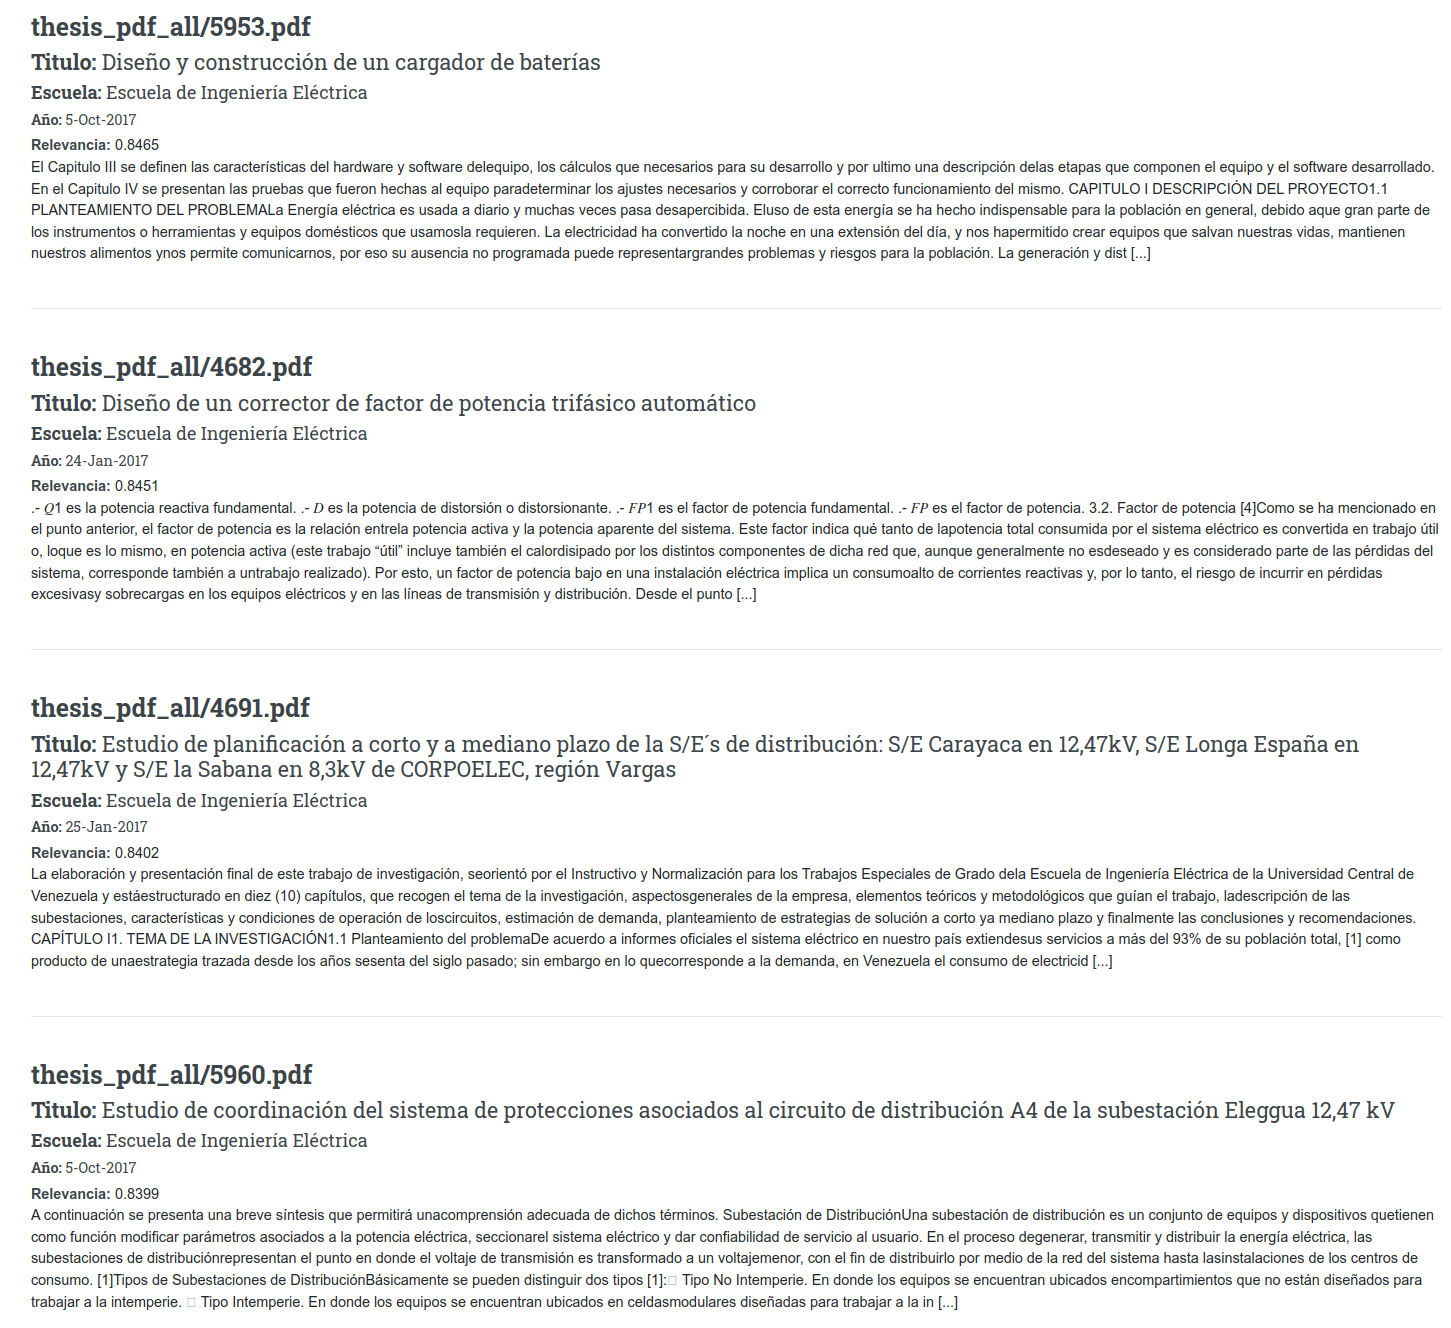 thesis_pdf_all/5953.pdf
Titulo: Diseño y construcción de un cargador de baterías
Escuela: Escuela de Ingeniería Eléctrica
Año: 5-Oct-2017
Relevancia: 0.8465
El Capitulo III se definen las características del hardware y software delequipo, los cálculos que necesarios para su desarrollo y por ultimo una descripción delas etapas que componen el equipo y el software desarrollado.
En el Capitulo IV se presentan las pruebas que fueron hechas al equipo paradeterminar los ajustes necesarios y corroborar el correcto funcionamiento del mismo. CAPITULO I DESCRIPCIÓN DEL PROYECTO1.1
PLANTEAMIENTO DEL PROBLEMALa Energía eléctrica es usada a diario y muchas veces pasa desapercibida. Eluso de esta energía se ha hecho indispensable para la población en general, debido aque gran parte de
los instrumentos o herramientas y equipos domésticos que usamosla requieren. La electricidad ha convertido la noche en una extensión del día, y nos hapermitido crear equipos que salvan nuestras vidas, mantienen
nuestros alimentos ynos permite comunicarnos, por eso su ausencia no programada puede representargrandes problemas y riesgos para la población. La generación y dist [...]
thesis_pdf_all/4682.pdf
Titulo: Diseño de un corrector de factor de potencia trifásico automático
Escuela: Escuela de Ingeniería Eléctrica
Año: 24-Jan-2017
Relevancia: 0.8451
.- 𝑄1 es la potencia reactiva fundamental. .- 𝐷 es la potencia de distorsión o distorsionante. .- 𝐹𝑃1 es el factor de potencia fundamental. .- 𝐹𝑃 es el factor de potencia. 3.2. Factor de potencia [4]Como se ha mencionado en
el punto anterior, el factor de potencia es la relación entrela potencia activa y la potencia aparente del sistema. Este factor indica qué tanto de lapotencia total consumida por el sistema eléctrico es convertida en trabajo útil
o, loque es lo mismo, en potencia activa (este trabajo “útil” incluye también el calordisipado por los distintos componentes de dicha red que, aunque generalmente no esdeseado y es considerado parte de las pérdidas del
sistema, corresponde también a untrabajo realizado). Por esto, un factor de potencia bajo en una instalación eléctrica implica un consumoalto de corrientes reactivas y, por lo tanto, el riesgo de incurrir en pérdidas
excesivasy sobrecargas en los equipos eléctricos y en las líneas de transmisión y distribución. Desde el punto [...]
thesis_pdf_all/4691.pdf
Titulo: Estudio de planificación a corto y a mediano plazo de la S/E´s de distribución: S/E Carayaca en 12,47kV, S/E Longa España en
12,47kV y S/E la Sabana en 8,3kV de CORPOELEC, región Vargas
Escuela: Escuela de Ingeniería Eléctrica
Año: 25-Jan-2017
Relevancia: 0.8402
La elaboración y presentación final de este trabajo de investigación, seorientó por el Instructivo y Normalización para los Trabajos Especiales de Grado dela Escuela de Ingeniería Eléctrica de la Universidad Central de
Venezuela y estáestructurado en diez (10) capítulos, que recogen el tema de la investigación, aspectosgenerales de la empresa, elementos teóricos y metodológicos que guían el trabajo, ladescripción de las
subestaciones, características y condiciones de operación de loscircuitos, estimación de demanda, planteamiento de estrategias de solución a corto ya mediano plazo y finalmente las conclusiones y recomendaciones.
CAPÍTULO I1. TEMA DE LA INVESTIGACIÓN1.1 Planteamiento del problemaDe acuerdo a informes oficiales el sistema eléctrico en nuestro país extiendesus servicios a más del 93% de su población total, [1] como
producto de unaestrategia trazada desde los años sesenta del siglo pasado; sin embargo en lo quecorresponde a la demanda, en Venezuela el consumo de electricid [...]
thesis_pdf_all/5960.pdf
Titulo: Estudio de coordinación del sistema de protecciones asociados al circuito de distribución A4 de la subestación Eleggua 12,47 kV
Escuela: Escuela de Ingeniería Eléctrica
Año: 5-Oct-2017
Relevancia: 0.8399
A continuación se presenta una breve síntesis que permitirá unacomprensión adecuada de dichos términos. Subestación de DistribuciónUna subestación de distribución es un conjunto de equipos y dispositivos quetienen
como función modificar parámetros asociados a la potencia eléctrica, seccionarel sistema eléctrico y dar confiabilidad de servicio al usuario. En el proceso degenerar, transmitir y distribuir la energía eléctrica, las
subestaciones de distribuciónrepresentan el punto en donde el voltaje de transmisión es transformado a un voltajemenor, con el fin de distribuirlo por medio de la red del sistema hasta lasinstalaciones de los centros de
consumo. [1]Tipos de Subestaciones de DistribuciónBásicamente se pueden distinguir dos tipos [1]: Tipo No Intemperie. En donde los equipos se encuentran ubicados encompartimientos que no están diseñados para
trabajar a la intemperie.  Tipo Intemperie. En donde los equipos se encuentran ubicados en celdasmodulares diseñadas para trabajar a la in [...]